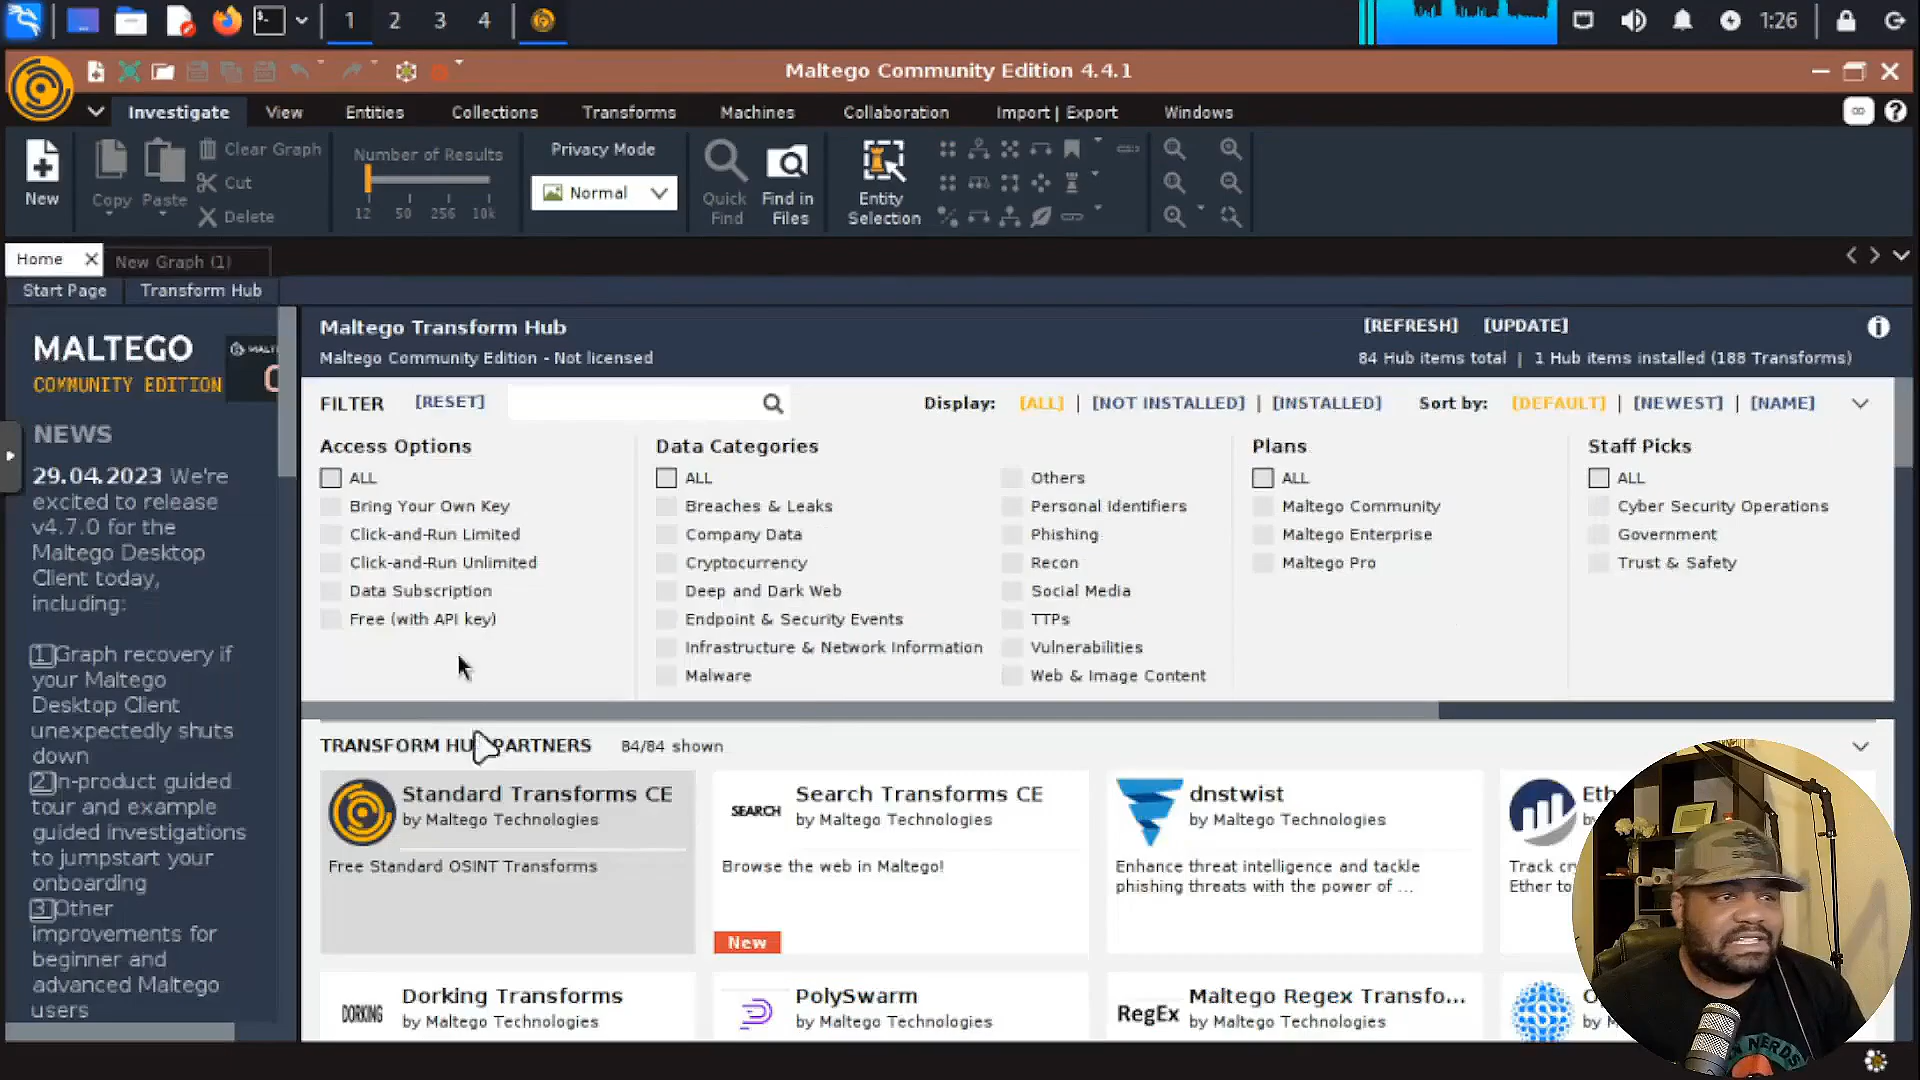 1 2 3 4
1:26
Maltego Community Edition 4.4.1
Investigate View Entities Collections Transforms Machines Collaboration Import | Export Windows
New
Copy
Paste
Clear Graph
Cut
Delete
Number of Results
12 50 256 10k
Privacy Mode
Normal
Quick
Find
Find in
Files
Entity
Selection
Home
New Graph (1)
Start Page Transform Hub
MALTEGO
COMMUNITY EDITION
NEWS
29.04.2023 We're
excited to release
v4.7.0 for the
Maltego Desktop
Client today,
including:
1 Graph recovery if
your Maltego
Desktop Client
unexpectedly shuts
down
2 In-product guided
tour and example
guided investigations
to jumpstart your
onboarding
3 Other
improvements for
beginner and
advanced Maltego
users
Maltego Transform Hub
Maltego Community Edition - Not licensed
[REFRESH] [UPDATE]
84 Hub items total | 1 Hub items installed (188 Transforms)
FILTER [RESET]
Display: [ALL] | [NOT INSTALLED] | [INSTALLED] Sort by: [DEFAULT] | [NEWEST] | [NAME]
Access Options
ALL
Bring Your Own Key
Click-and-Run Limited
Click-and-Run Unlimited
Data Subscription
Free (with API key)
Data Categories
ALL
Breaches & Leaks
Company Data
Cryptocurrency
Deep and Dark Web
Endpoint & Security Events
Infrastructure & Network Information
Malware
Others
Personal Identifiers
Phishing
Recon
Social Media
TTPs
Vulnerabilities
Web & Image Content
Plans
ALL
Maltego Community
Maltego Enterprise
Maltego Pro
Staff Picks
ALL
Cyber Security Operations
Government
Trust & Safety
TRANSFORM HU PARTNERS 84/84 shown
Standard Transforms CE
by Maltego Technologies
Free Standard OSINT Transforms
SEARCH
Search Transforms CE
by Maltego Technologies
Browse the web in Maltego!
New
dnstwist
by Maltego Technologies
Enhance threat intelligence and tackle
phishing threats with the power of ...
Eth
by
Track cr
Ether to
DORKING
Dorking Transforms
by Maltego Technologies
PolySwarm
by Maltego Technologies
RegEx
Maltego Regex Transfo...
by Maltego Technologies
NERDS